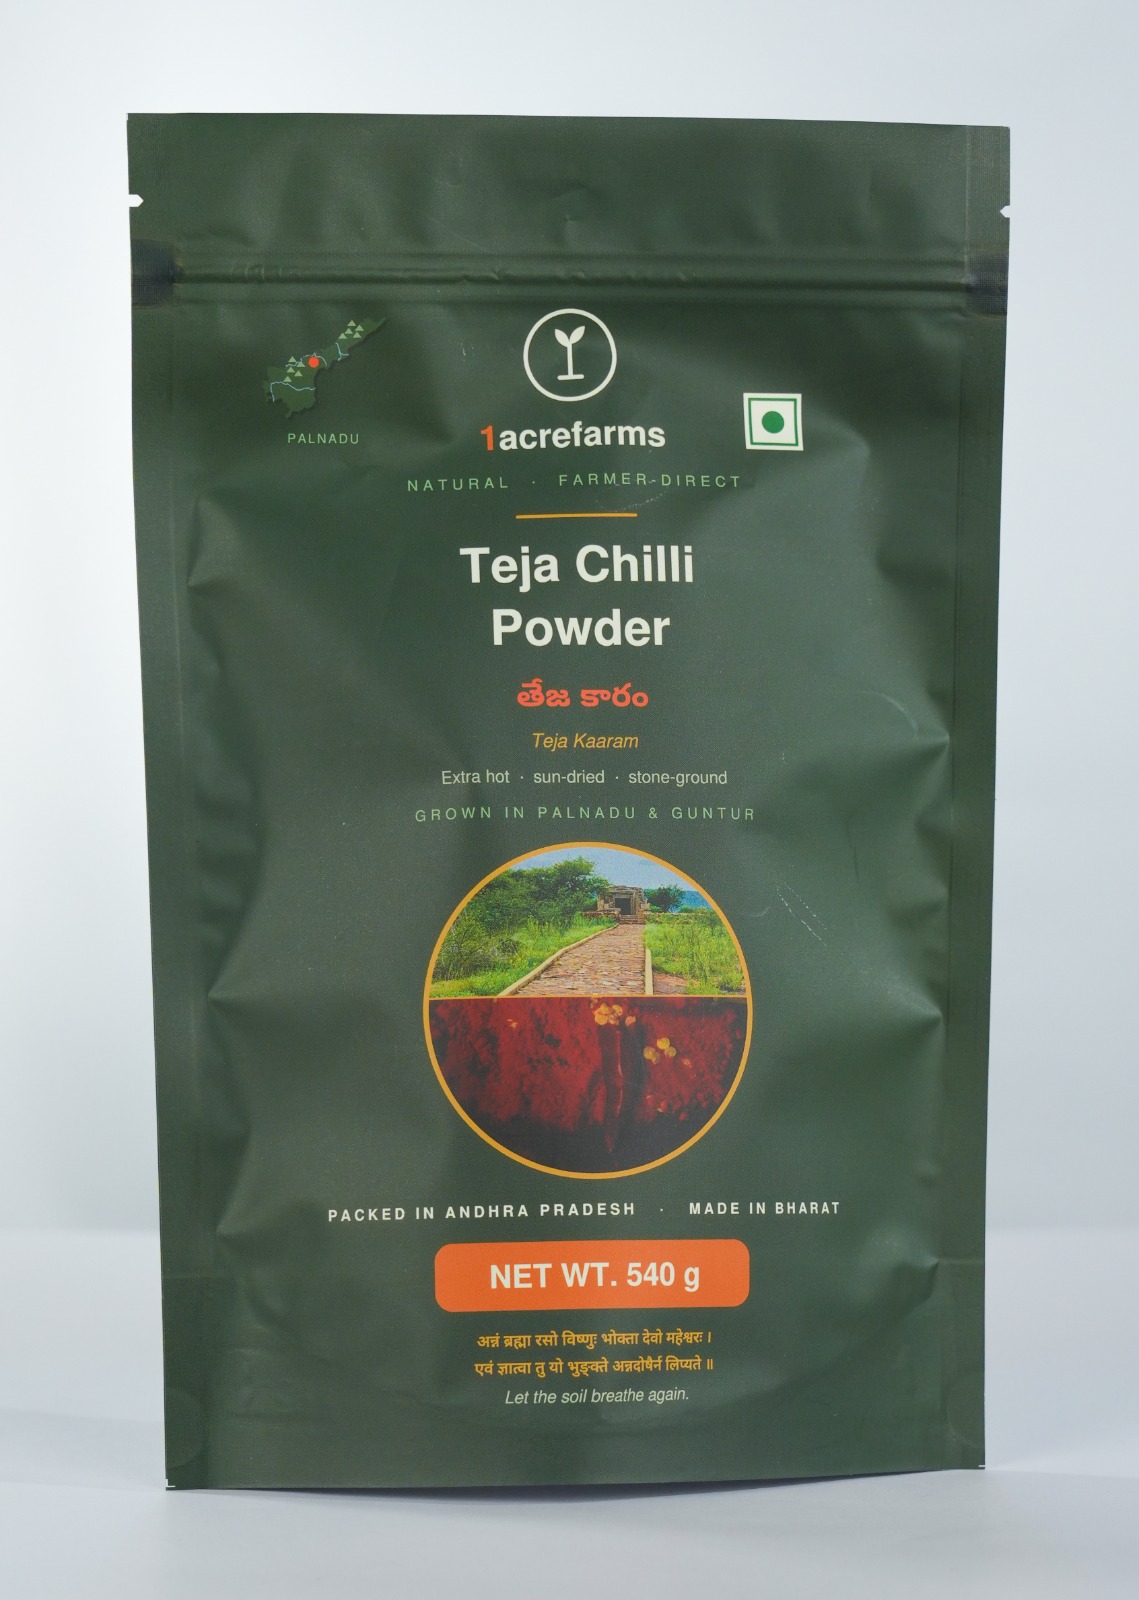 PALNADU
1acrefarms
NATURAL · FARMER-DIRECT
Teja Chilli
Powder
తేజ కారం
Teja Kaaram
Extra hot · sun-dried · stone-ground
GROWN IN PALNADU & GUNTUR
PACKED IN ANDHRA PRADESH · MADE IN BHARAT
NET WT. 540 g
अन्नं ब्रह्मा रसो विष्णुः भोक्ता देवो महेश्वरः ।
एवं ज्ञात्वा तु यो भुङ्क्ते अन्नदोषैर्न लिप्यते ॥
Let the soil breathe again.